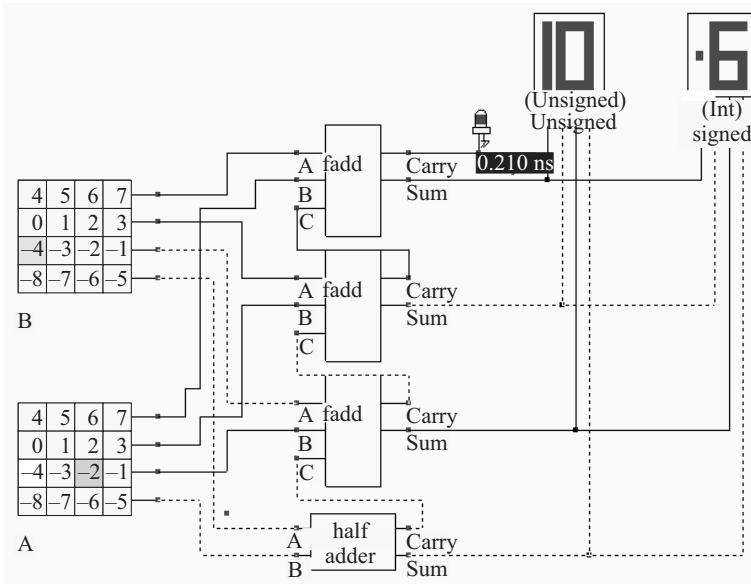 10
-6
(Unsigned)
Unsigned
(Int)
signed
0.210 ns
A fadd
B
C
Carry
Sum
4 5 6 7
0 1 2 3
–4 –3 –2 –1
–8 –7 –6 –5
B
A fadd
B
C
Carry
Sum
A fadd
B
C
Carry
Sum
4 5 6 7
0 1 2 3
–4 –3 –2 –1
–8 –7 –6 –5
A
A
B
half
adder
Carry
Sum